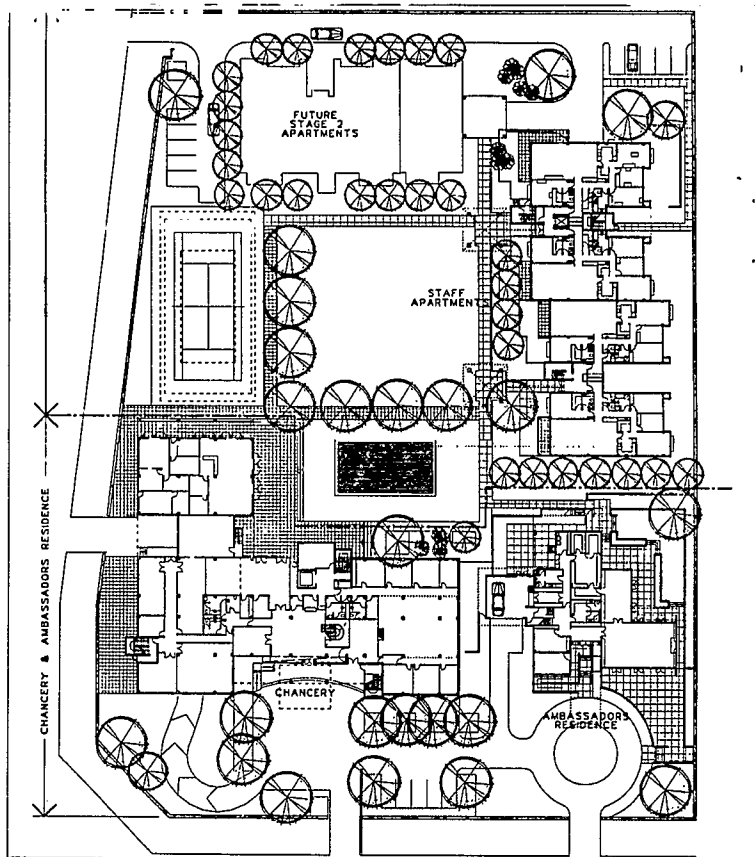 FUTURE
STAGE 2
APARTMENTS
STAFF
APARTMENTS
CHANCERY & AMBASSADORS RESIDENCE
CHANCERY
AMBASSADORS
RESIDENCE